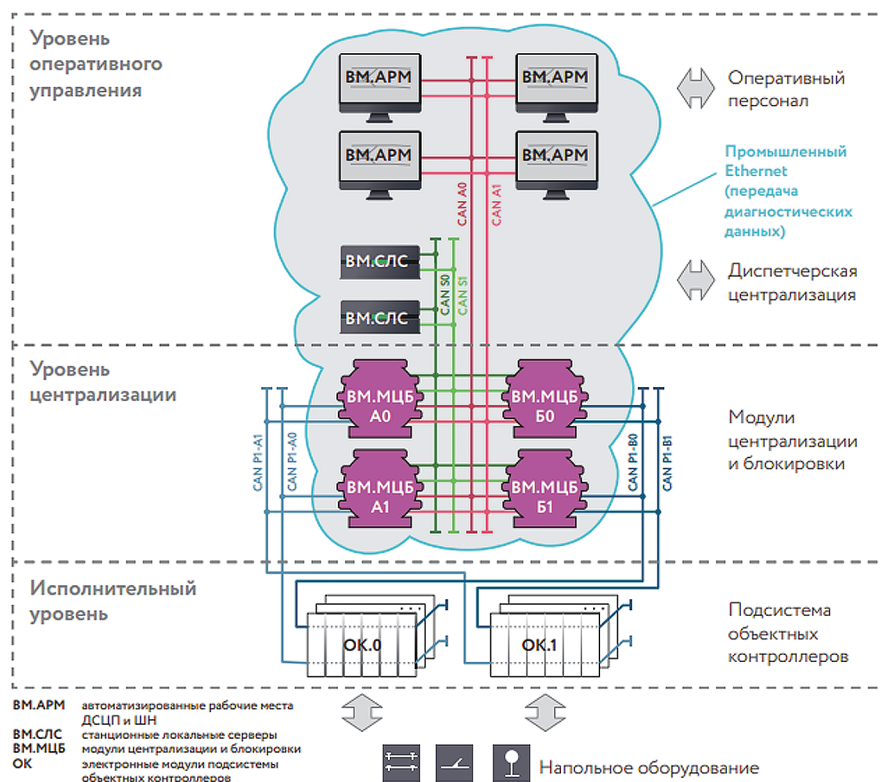 Уровень
оперативного
управления
ВМ.АРМ
ВМ.АРМ
Оперативный
персонал
ВМ.АРМ
ВМ.АРМ
CAN A0
CAN A1
Промышленный
Ethernet
(передача
диагностических
данных)
ВМ.СЛС
ВМ.СЛС
CAN S0
CAN S1
Диспетчерская
централизация
Уровень
централизации
ВМ.МЦБ
А0
ВМ.МЦБ
Б0
ВМ.МЦБ
А1
ВМ.МЦБ
Б1
CAN P1-A1
CAN P1-A0
CAN P1-B0
CAN P1-B1
Модули
централизации
и блокировки
Исполнительный
уровень
ОК.0
ОК.1
Подсистема
объектных
контроллеров
ВМ.АРМ автоматизированные рабочие места
ДСЦП и ШН
ВМ.СЛС станционные локальные серверы
ВМ.МЦБ модули централизации и блокировки
ОК электронные модули подсистемы
объектных контроллеров
Напольное оборудование